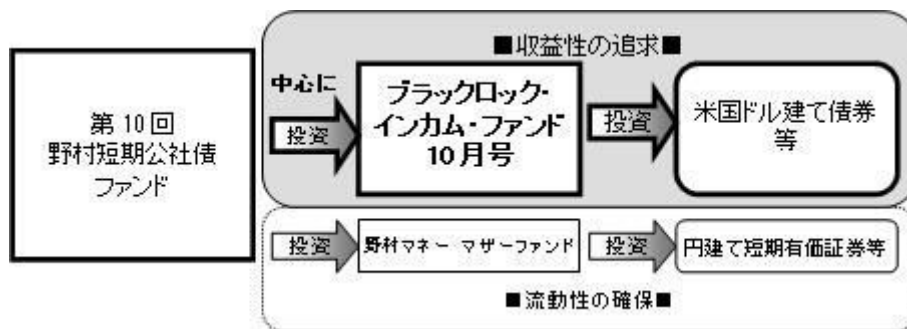 ■収益性の追求■
第10回
野村短期公社債
ファンド
中心に
投資
ブラックロック・
インカム・ファンド
10月号
投資
米国ドル建て債券
等
投資
野村マネー マザーファンド
投資
円建て短期有価証券等
■流動性の確保■